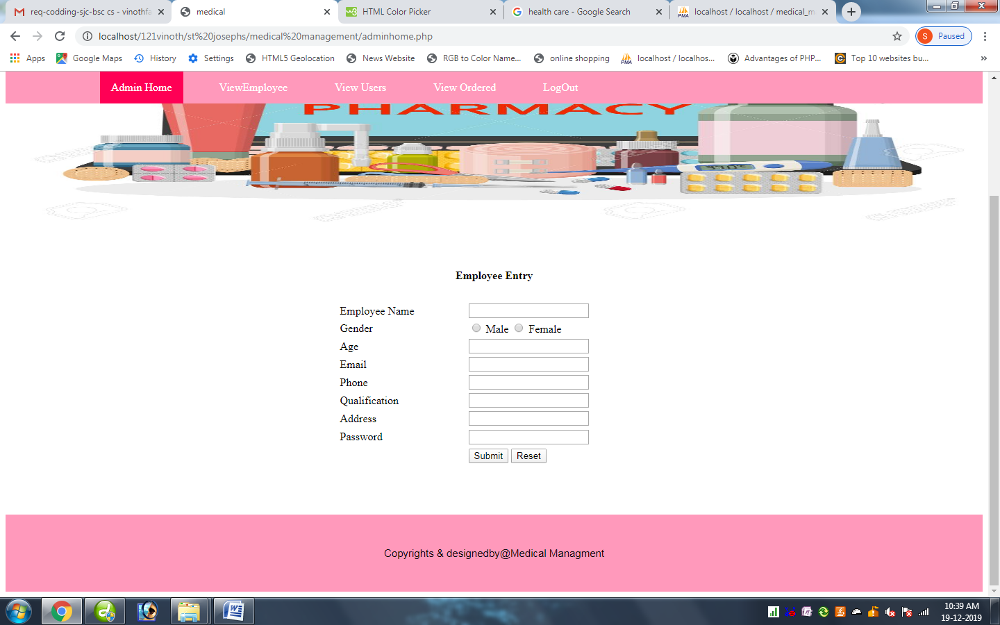 req-codding-sjc-bsc cs - vinothfa
medical
HTML Color Picker
health care - Google Search
localhost / localhost / medical_m
localhost/121vinoth/st%20josephs/medical%20management/adminhome.php
S Paused
Apps
Google Maps
History
Settings
HTML5 Geolocation
News Website
RGB to Color Name...
online shopping
PMA
localhost / localhos...
Advantages of PHP...
Top 10 websites bu...
»
Admin Home
ViewEmployee
View Users
View Ordered
LogOut
PHARMACY
Employee Entry
Employee Name
Gender Male Female
Age
Email
Phone
Qualification
Address
Password
Submit Reset
Copyrights & designedby@Medical Managment
10:39 AM
19-12-2019